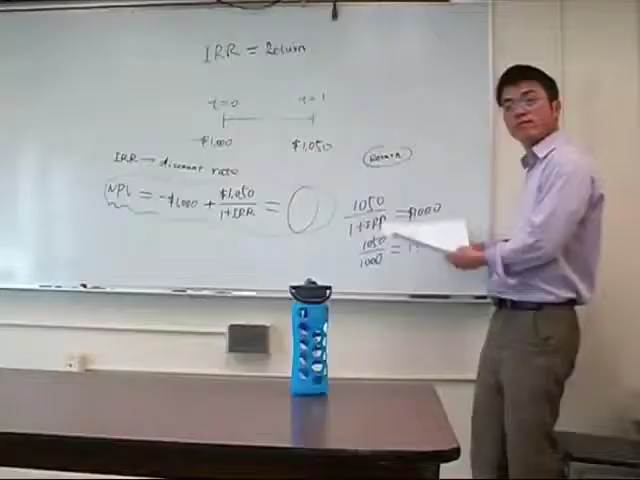 IRR = Return
t=0 t=1
-$1,000 $1,050
IRR → discount rate
Return
NPV = -$1,000 + $1,050 / 1+IRR = 0
1050 / 1+IRR = $1000
1050 / 1000 =